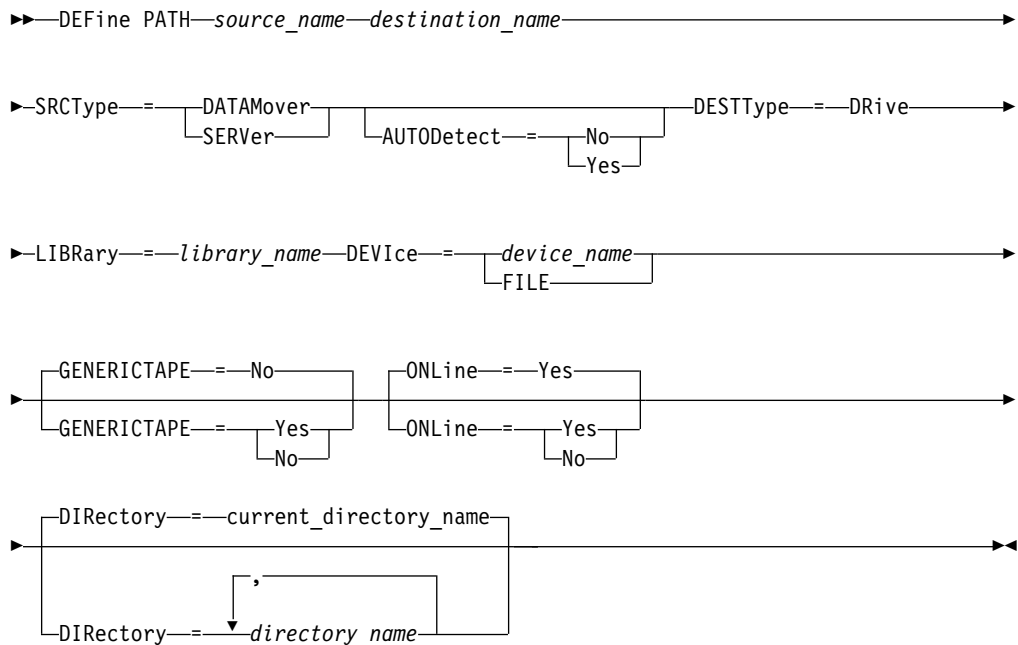 DEFine PATH source_name destination_name
SRCType = DATAMover DESTType = DRive
SERVer AUTODetect = No
Yes
LIBRary = library_name DEVIce = device_name
FILE
GENERICTAPE = No ONLine = Yes
GENERICTAPE = Yes ONLine = Yes
No No
DIRectory = current_directory_name
,
DIRectory = directory name